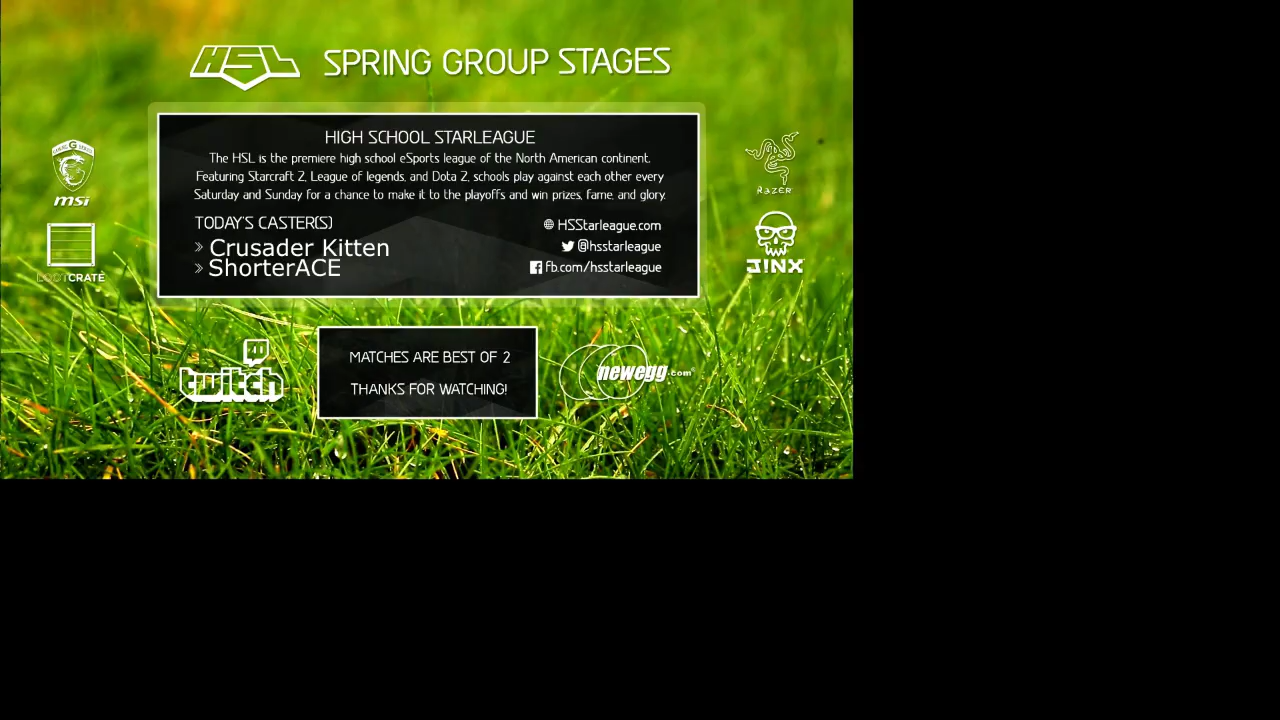 HSL SPRING GROUP STAGES
HIGH SCHOOL STARLEAGUE
The HSL is the premiere high school eSports league of the North American continent.
Featuring Starcraft 2, League of legends, and Dota 2, schools play against each other every
Saturday and Sunday for a chance to make it to the playoffs and win prizes, fame, and glory.
TODAY'S CASTER(S)
» Crusader Kitten
» ShorterACE
HSStarleague.com
@hsstarleague
fb.com/hsstarleague
msi
LOOTCRATE
RAZER
J!NX
twitch
MATCHES ARE BEST OF 2
THANKS FOR WATCHING!
newegg.com